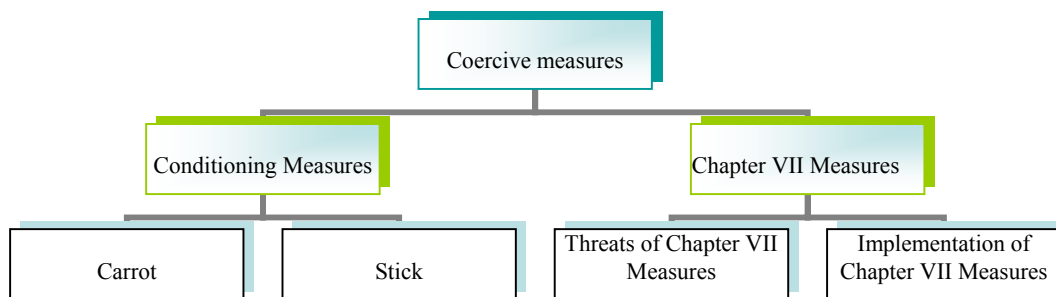 Coercive measures
Conditioning Measures
Chapter VII Measures
Carrot
Stick
Threats of Chapter VII
Measures
Implementation of
Chapter VII Measures